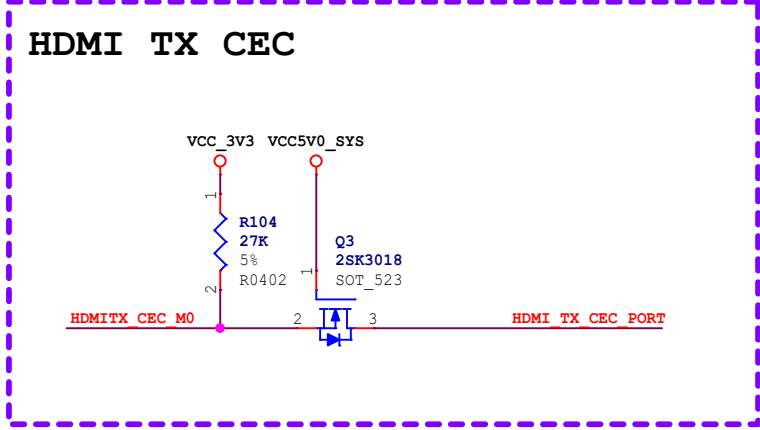 HDMI TX CEC
VCC_3V3 VCC5V0_SYS
1
R104
27K
5%
R0402
2
1
Q3
2SK3018
SOT_523
HDMITX_CEC_M0
2
3
HDMI_TX_CEC_PORT